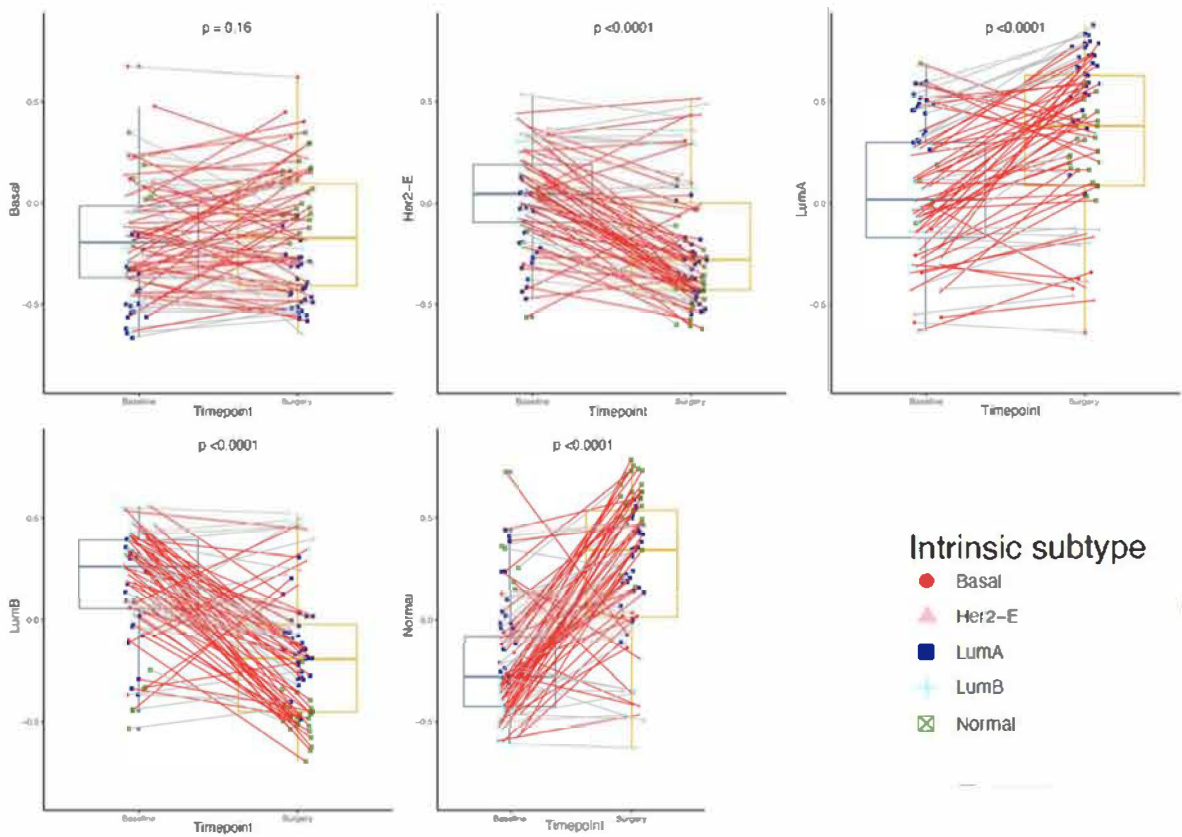 p = 0.16
Basal
0.5
0.0
-0.5
Baseline
Surgery
Timepoint
p <0.0001
Her2-E
0.5
0.0
-0.5
Baseline
Surgery
Timepoint
p <0.0001
LumA
0.5
0.0
-0.5
Baseline
Surgery
Timepoint
p <0.0001
LumB
0.5
0.0
-0.5
Baseline
Surgery
Timepoint
p <0.0001
Normal
0.5
0.0
-0.5
Baseline
Surgery
Timepoint
Intrinsic subtype
Basal
Her2-E
LumA
LumB
Normal